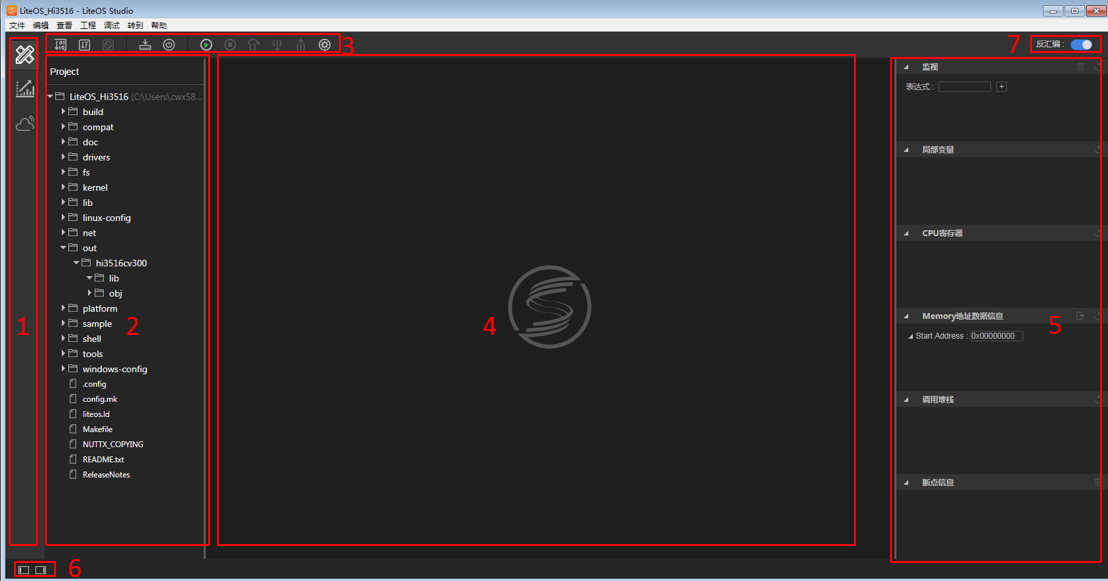 LiteOS_Hi3516 - LiteOS Studio
文件 编辑 查看 工程 调试 转到 帮助
3
7
反汇编 :
Project
LiteOS_Hi3516 (C:\Users\cwx58...
build
compat
doc
drivers
fs
kernel
lib
linux-config
net
out
hi3516cv300
lib
obj
platform
sample
shell
tools
windows-config
.config
config.mk
liteos.ld
Makefile
NUTTX_COPYING
README.txt
ReleaseNotes
1
2
4
监视
表达式 :
+
局部变量
CPU寄存器
Memory地址数据信息
5
Start Address : 0x00000000
调用堆栈
断点信息
6